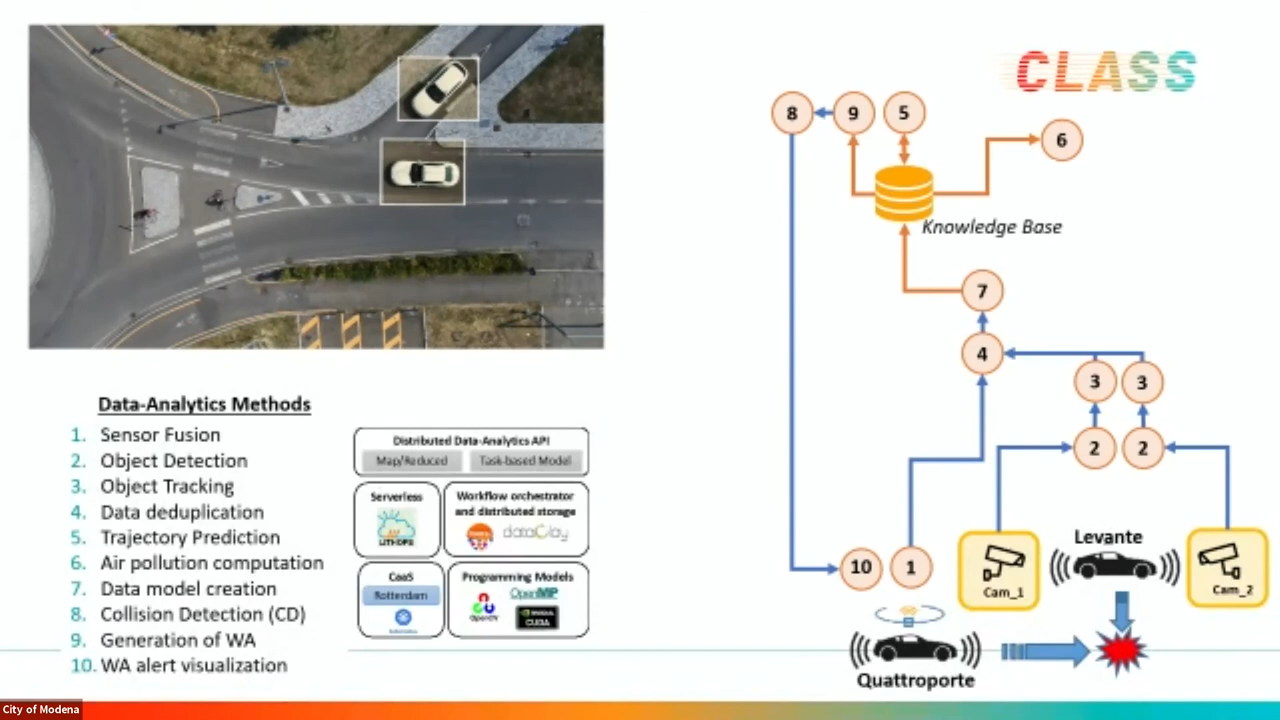 CLASS
8
9
5
6
Knowledge Base
7
4
3
3
2
2
10
1
Cam_1
Levante
Cam_2
Quattroporte
Data-Analytics Methods
1. Sensor Fusion
2. Object Detection
3. Object Tracking
4. Data deduplication
5. Trajectory Prediction
6. Air pollution computation
7. Data model creation
8. Collision Detection (CD)
9. Generation of WA
10. WA alert visualization
Distributed Data-Analytics API
Map/Reduced
Task-based Model
Serverless
LITHOPS
Workflow orchestrator
and distributed storage
dataClay
CaaS
Rotterdam
Programming Models
OpenMP
OpenCV
CUDA
City of Modena